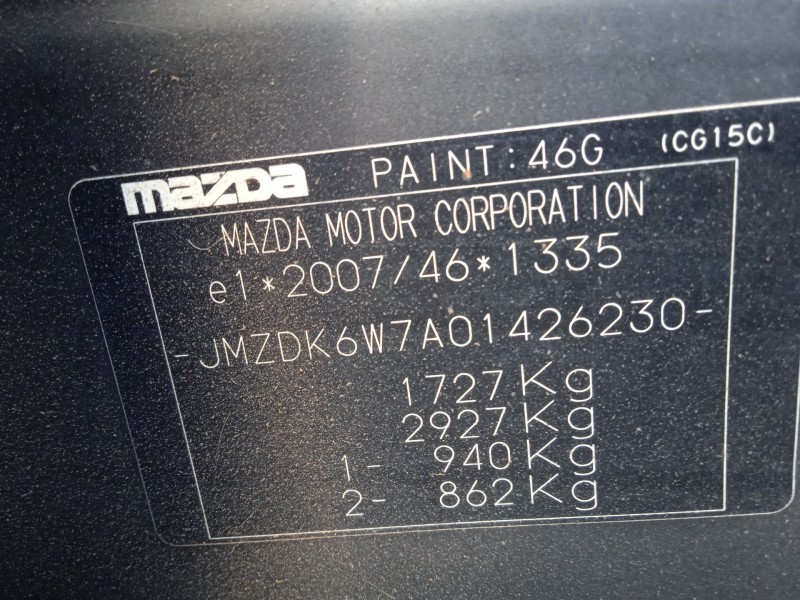 mazda PAINT:46G (CG15C)
MAZDA MOTOR CORPORATION
e1*2007/46*1335
-JMZDK6W7A01426230-
1727Kg
2927Kg
1- 940Kg
2- 862Kg